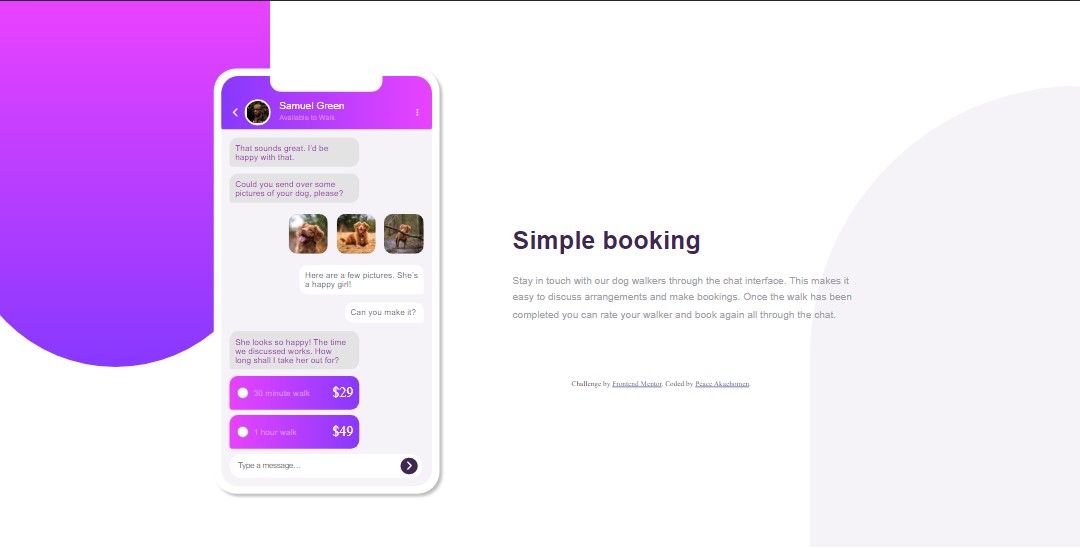 Samuel Green
Available to Walk
That sounds great. I'd be
happy with that.
Could you send over some
pictures of your dog, please?
Here are a few pictures. She's
a happy girl!
Can you make it?
She looks so happy! The time
we discussed works. How
long shall I take her out for?
30 minute walk $29
1 hour walk $49
Type a message...
Simple booking
Stay in touch with our dog walkers through the chat interface. This makes it
easy to discuss arrangements and make bookings. Once the walk has been
completed you can rate your walker and book again all through the chat.
Challenge by Frontend Mentor. Coded by Peace Akaehomen.